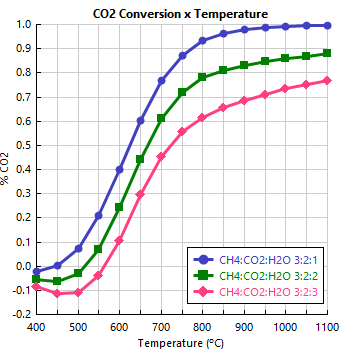 CO2 Conversion x Temperature
1.0
0.9
0.8
0.7
0.6
0.5
0.4
0.3
0.2
0.1
0.0
-0.1
-0.2
% CO2
CH4:CO2:H2O 3:2:1
CH4:CO2:H2O 3:2:2
CH4:CO2:H2O 3:2:3
400 500 600 700 800 900 1000 1100
Temperature (°C)